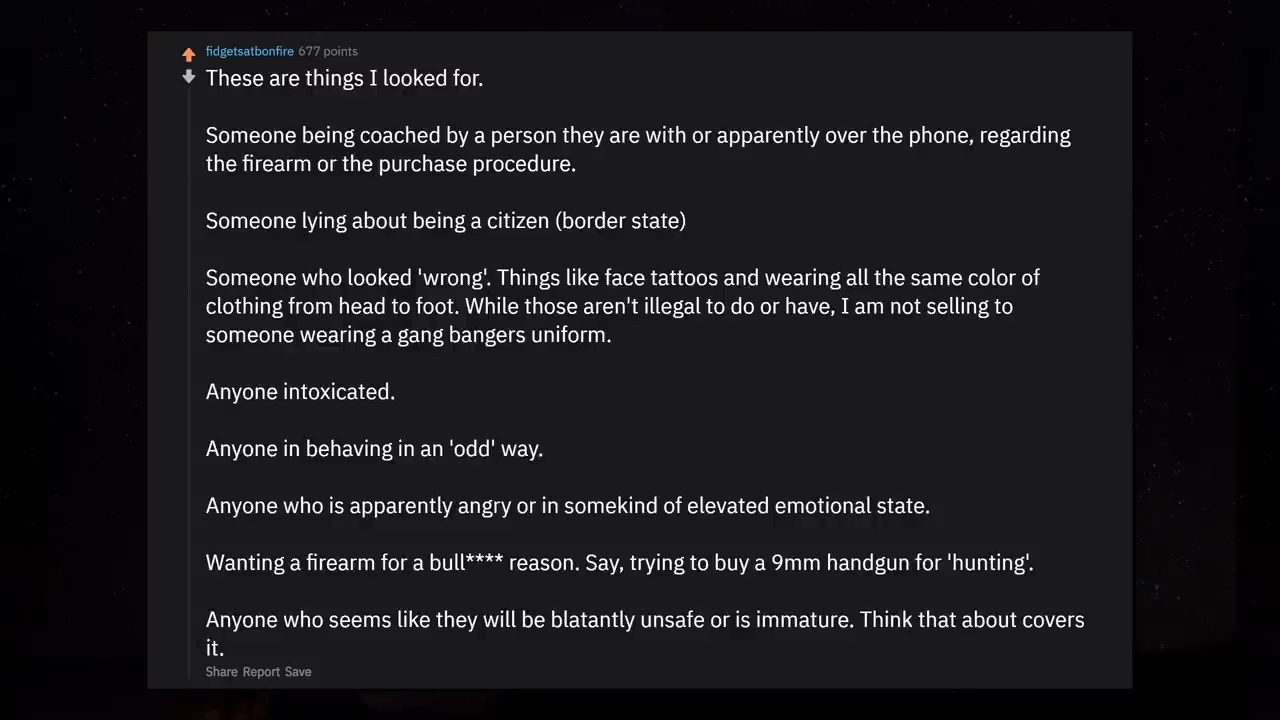 fidgetsatbonfire 677 points
These are things I looked for.
Someone being coached by a person they are with or apparently over the phone, regarding
the firearm or the purchase procedure.
Someone lying about being a citizen (border state)
Someone who looked 'wrong'. Things like face tattoos and wearing all the same color of
clothing from head to foot. While those aren't illegal to do or have, I am not selling to
someone wearing a gang bangers uniform.
Anyone intoxicated.
Anyone in behaving in an 'odd' way.
Anyone who is apparently angry or in somekind of elevated emotional state.
Wanting a firearm for a bull**** reason. Say, trying to buy a 9mm handgun for 'hunting'.
Anyone who seems like they will be blatantly unsafe or is immature. Think that about covers
it.
Share Report Save